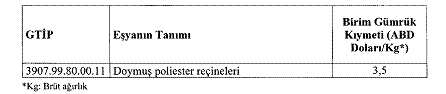 GTİP Eşyanın Tanımı Birim Gümrük
Kıymeti (ABD
Doları/Kg*)
3907.99.80.00.11 Doymuş poliester reçineleri 3,5
*Kg: Brüt ağırlık